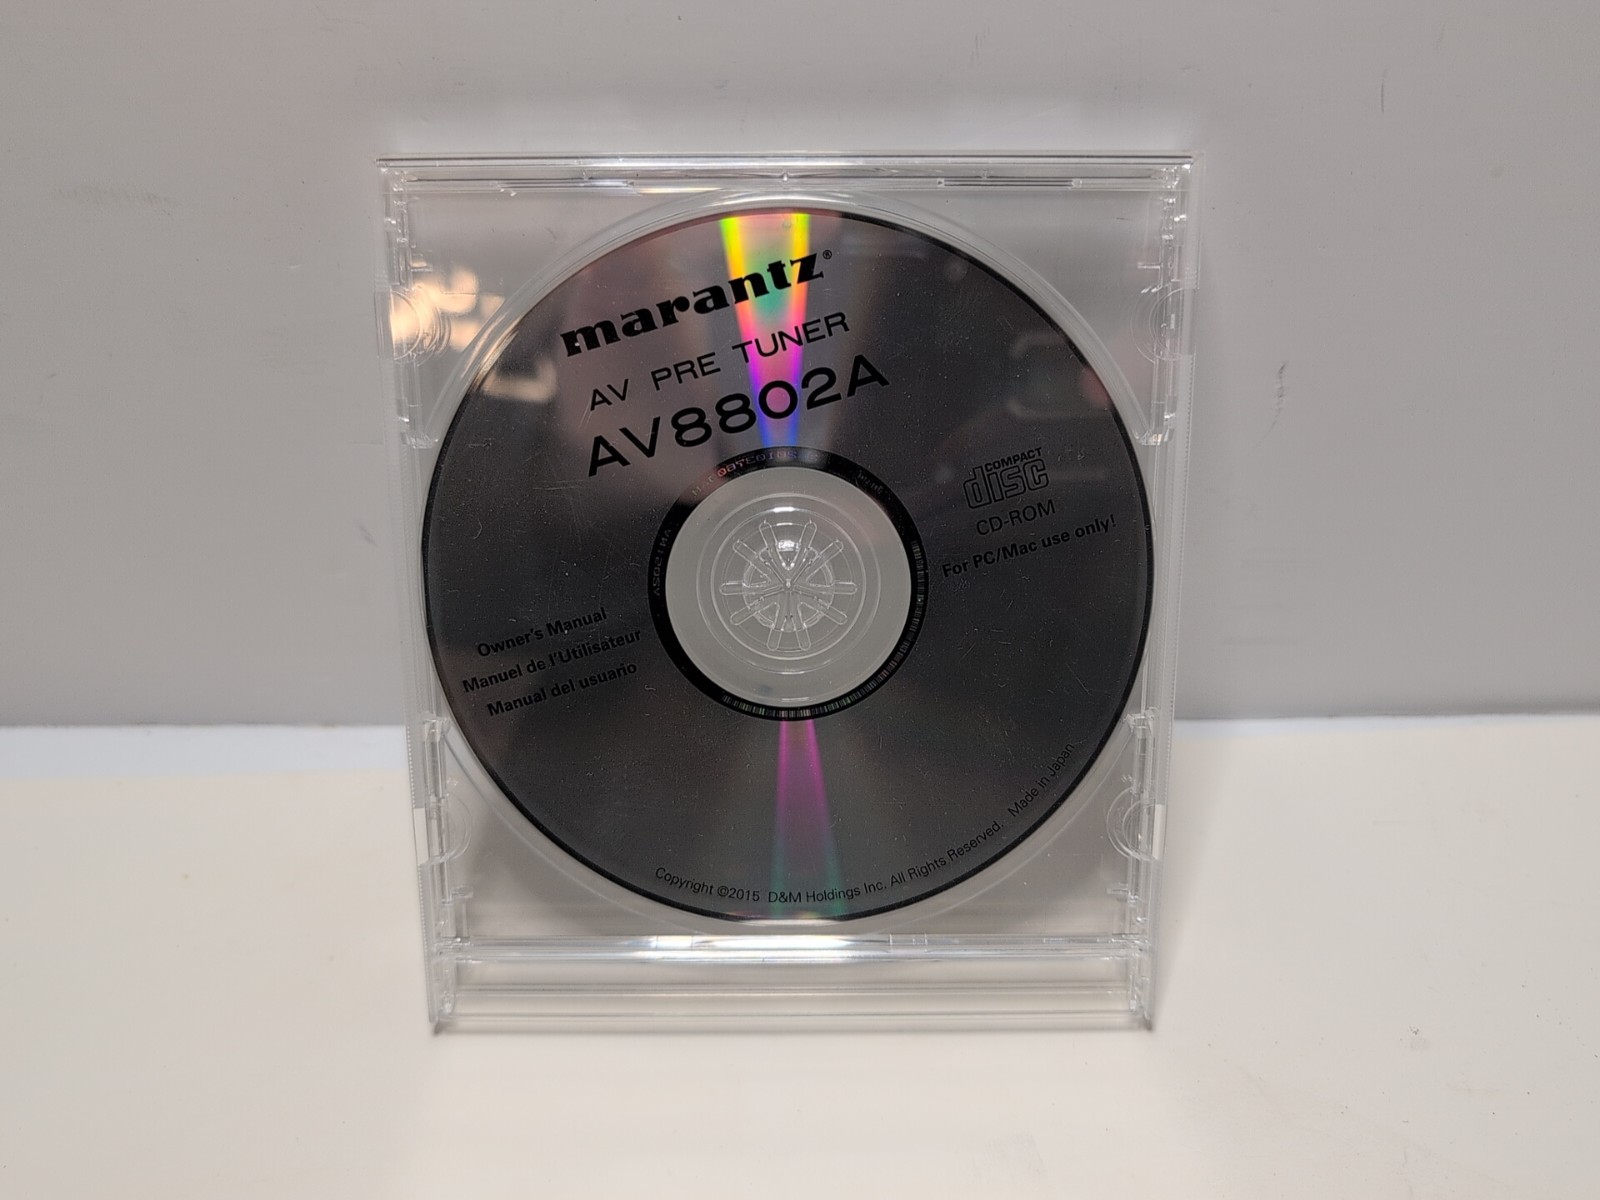 marantz®
AV PRE TUNER
AV8802A
COMPACT
disc
CD-ROM
For PC/Mac use only!
Owner's Manual
Manuel de l'Utilisateur
Manual del usuario
Copyright ©2015 D&M Holdings Inc. All Rights Reserved. Made in Japan